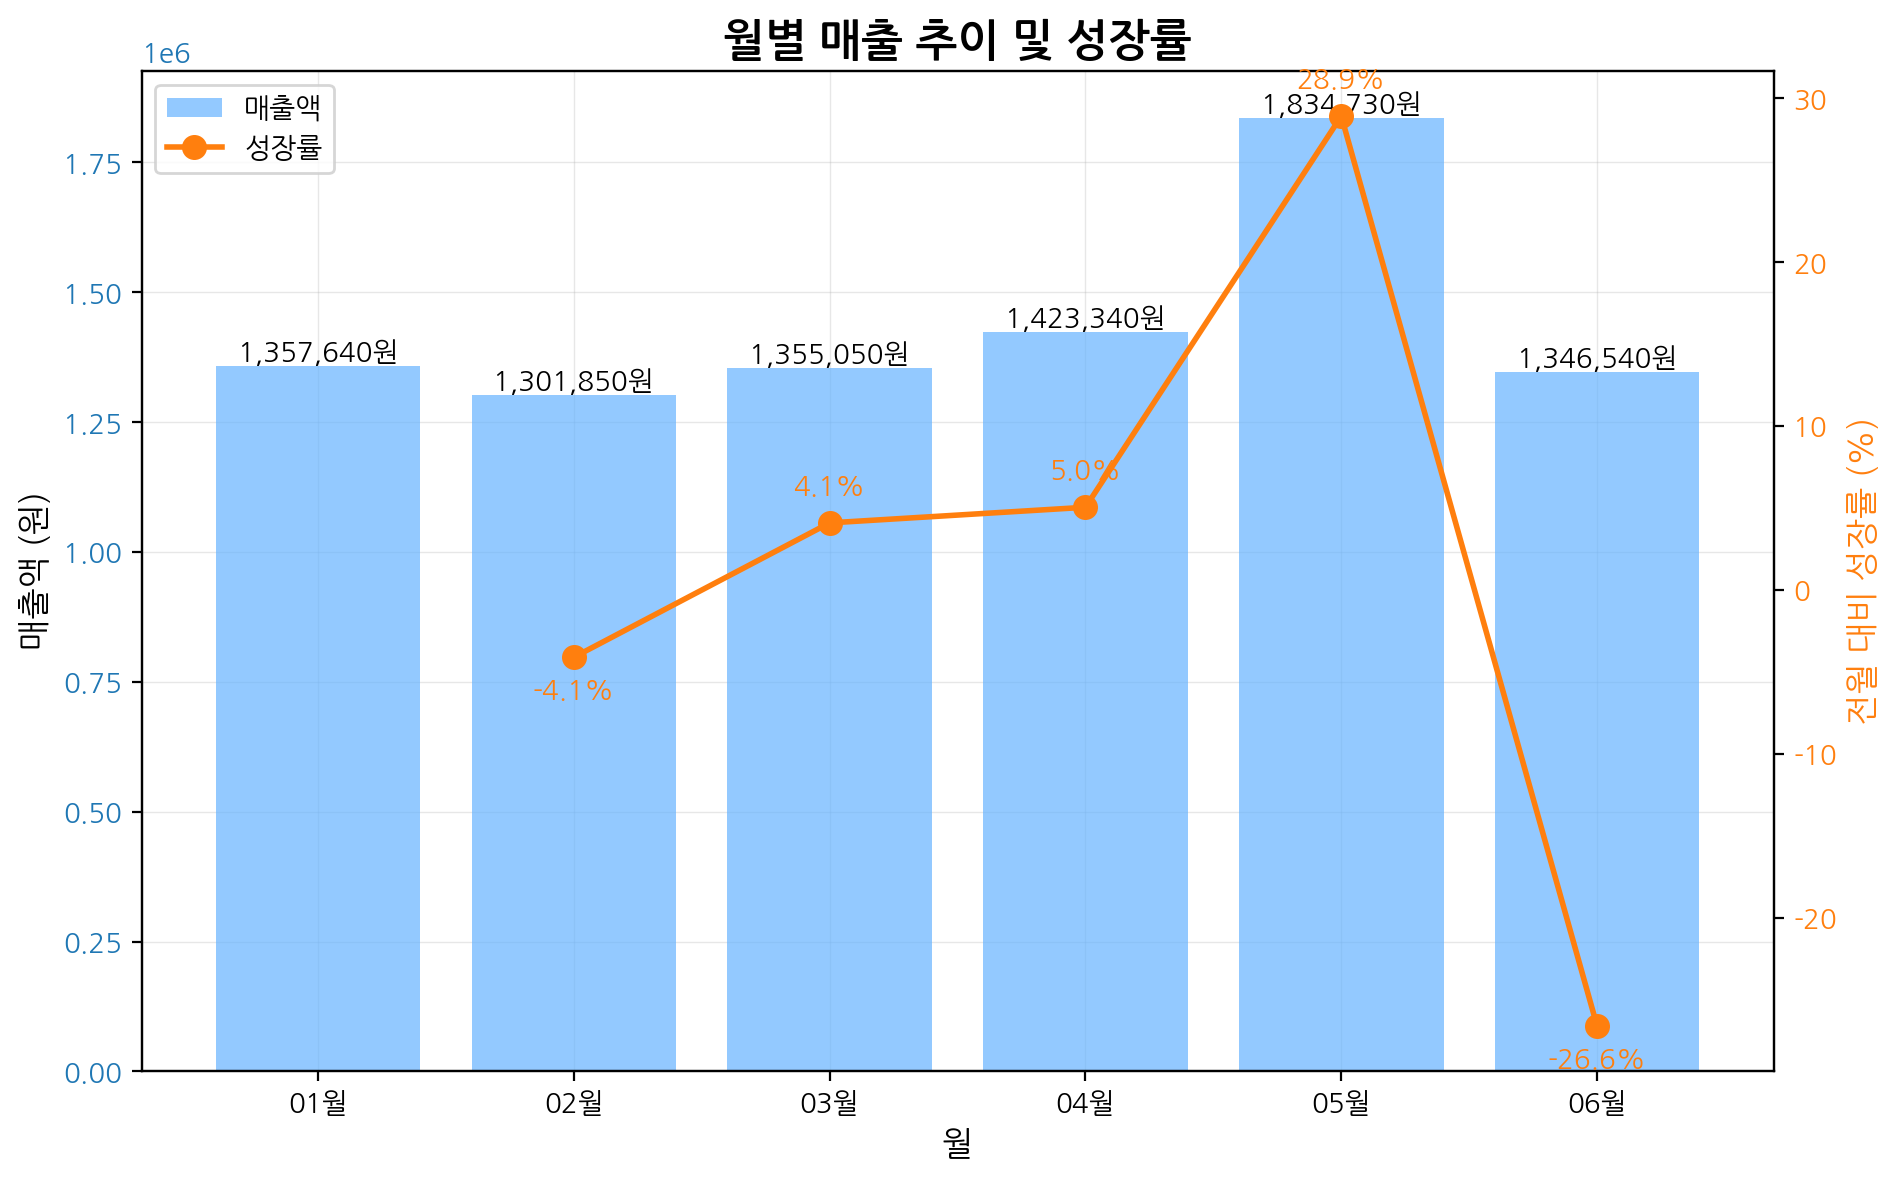 월별 매출 추이 및 성장률
1e6
매출액
성장률
매출액 (원)
1.75
1.50
1.25
1.00
0.75
0.50
0.25
0.00
1,357,640원
1,301,850원
1,355,050원
1,423,340원
1,834,730원
1,346,540원
-4.1%
4.1%
5.0%
28.9%
-26.6%
30
20
10
0
-10
-20
전월 대비 성장률 (%)
01월
02월
03월
04월
05월
06월
월